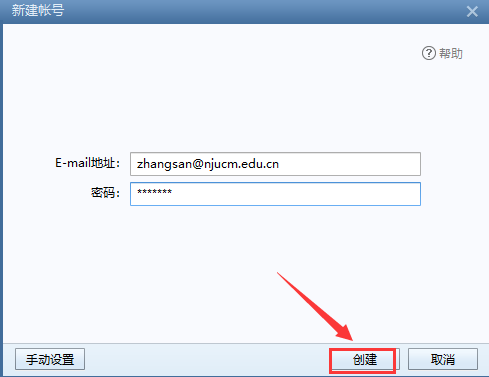 新建帐号
帮助
E-mail地址: zhangsan@njucm.edu.cn
密码: *******
手动设置 创建 取消